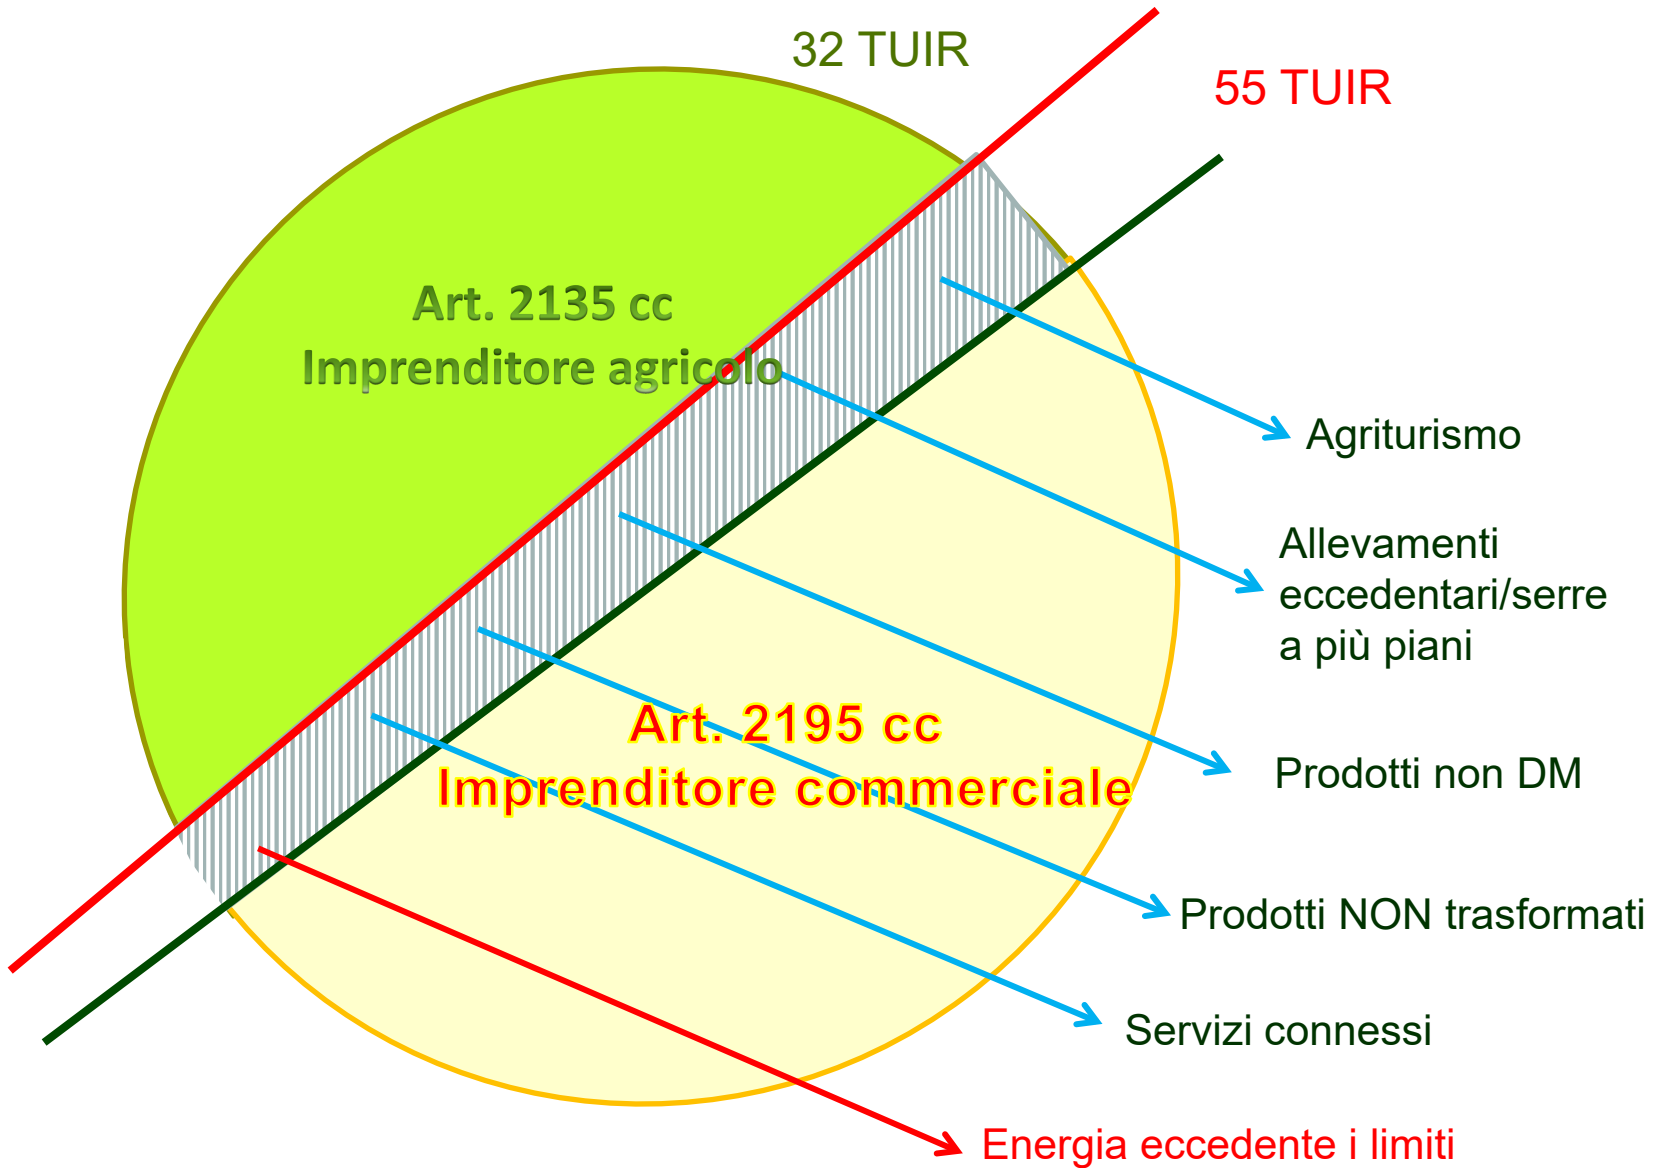 32 TUIR
55 TUIR
Art. 2135 cc
Imprenditore agricolo
Agriturismo
Allevamenti
eccedentari/serre
a più piani
Art. 2195 cc
Imprenditore commerciale
Prodotti non DM
Prodotti NON trasformati
Servizi connessi
Energia eccedente i limiti